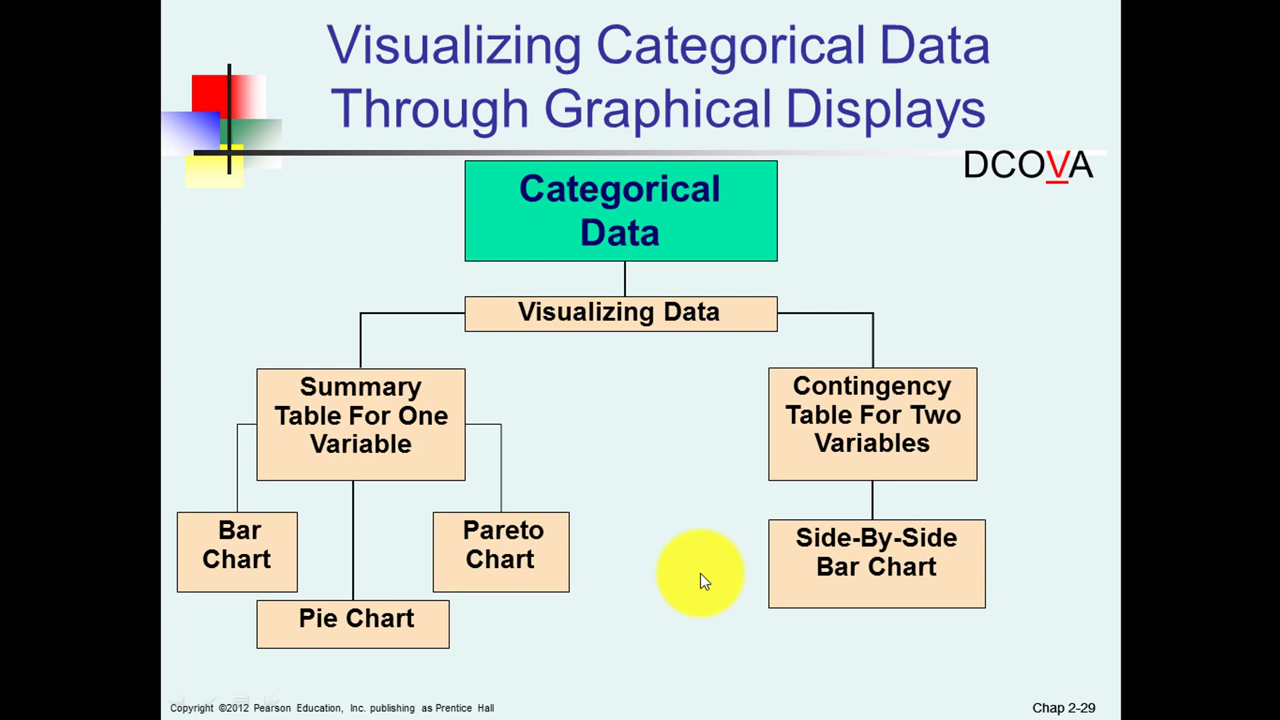 Visualizing Categorical Data
Through Graphical Displays
DCOVA
Categorical
Data
Visualizing Data
Summary
Table For One
Variable
Contingency
Table For Two
Variables
Bar
Chart
Pareto
Chart
Side-By-Side
Bar Chart
Pie Chart
Copyright ©2012 Pearson Education, Inc. publishing as Prentice Hall
Chap 2-29